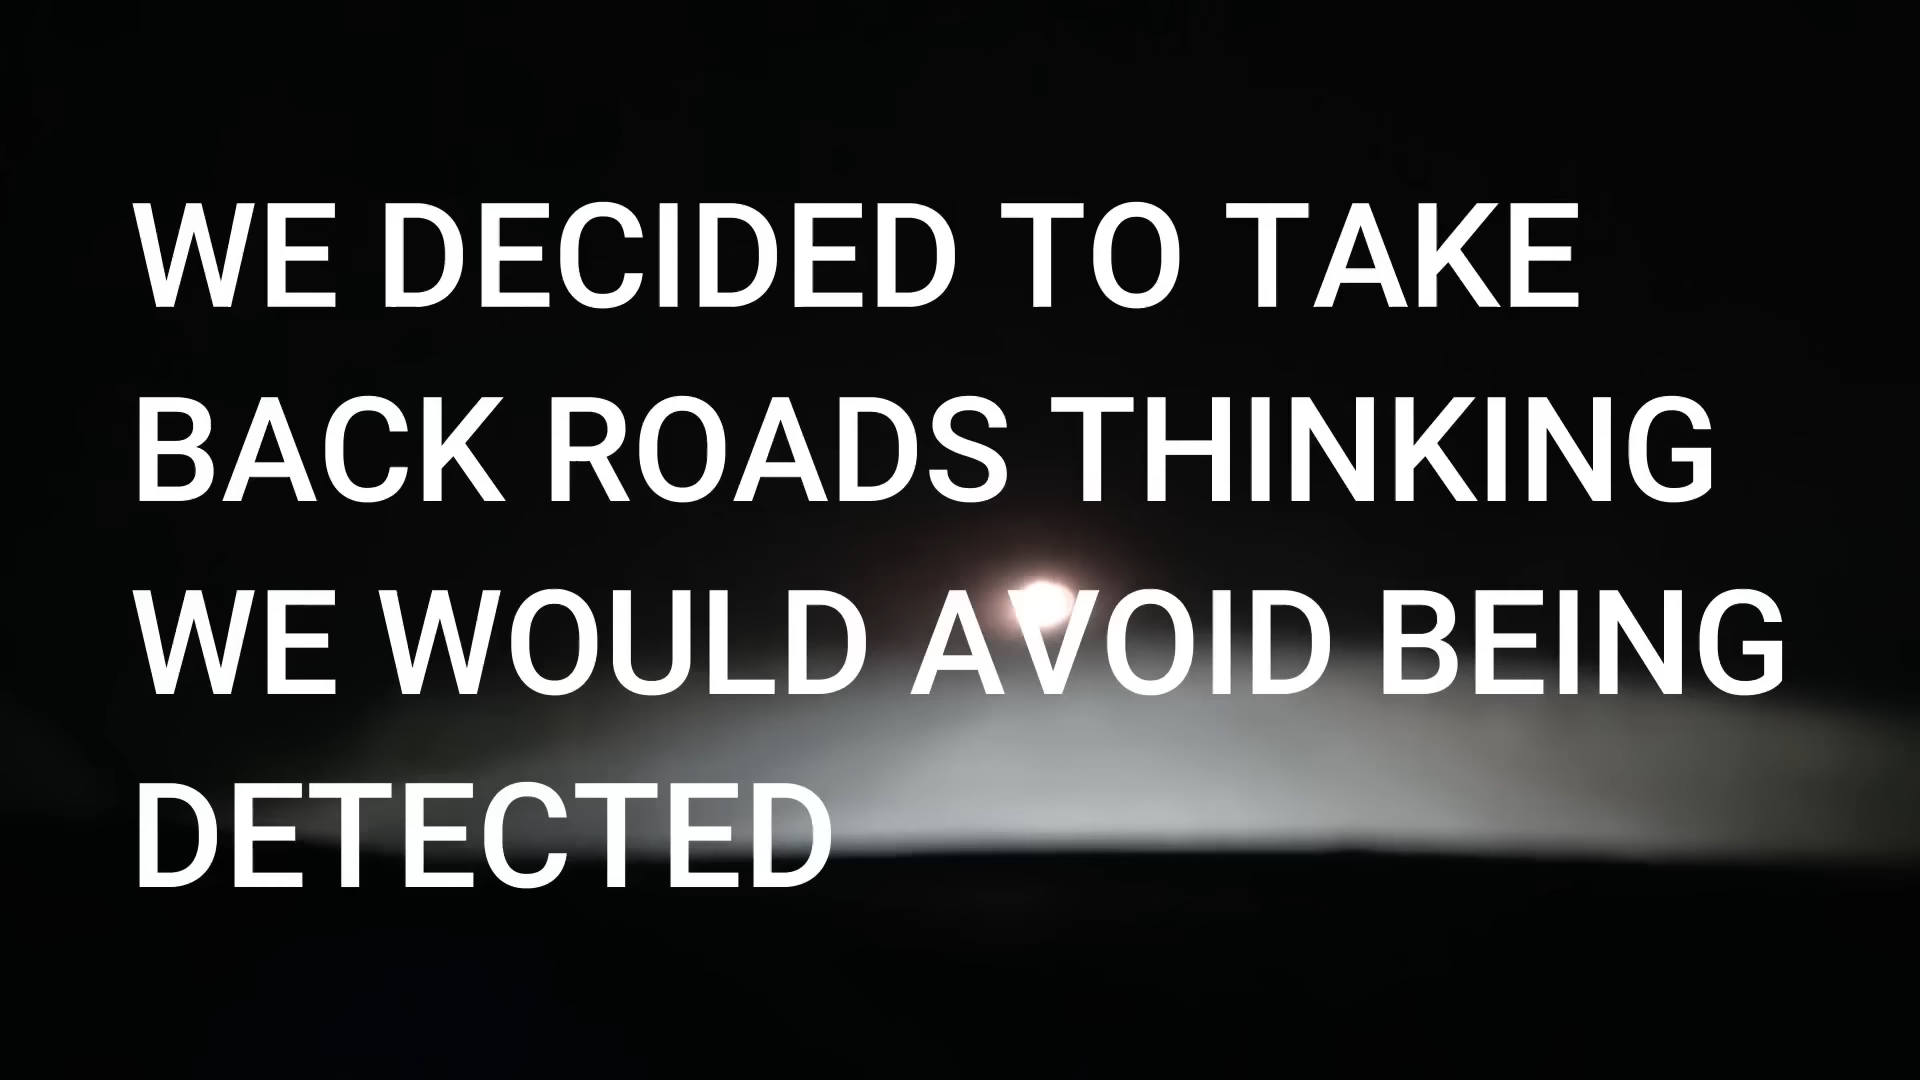 WE DECIDED TO TAKE
BACK ROADS THINKING
WE WOULD AVOID BEING
DETECTED